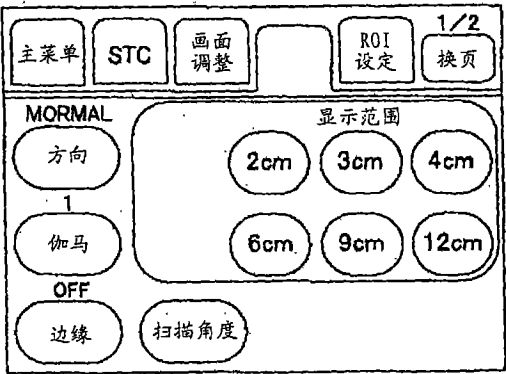 1/2
主菜单 STC 画面 ROI 换页
调整 设定
MORMAL 显示范围
方向 2cm 3cm 4cm
1
伽马 6cm 9cm 12cm
OFF
边缘 扫描角度